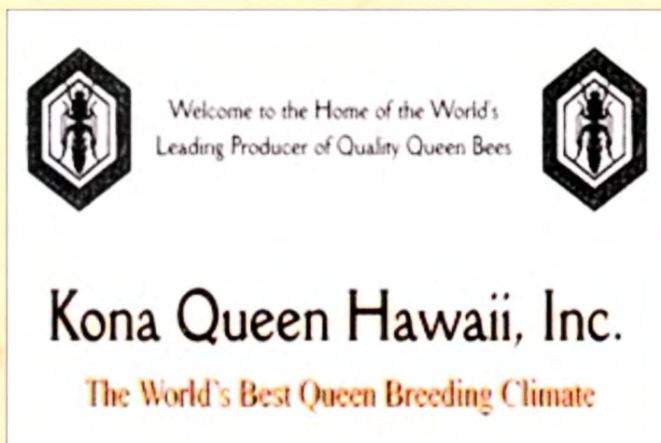 Welcome to the Home of the World's
Leading Producer of Quality Queen Bees
Kona Queen Hawaii, Inc.
The World's Best Queen Breeding Climate